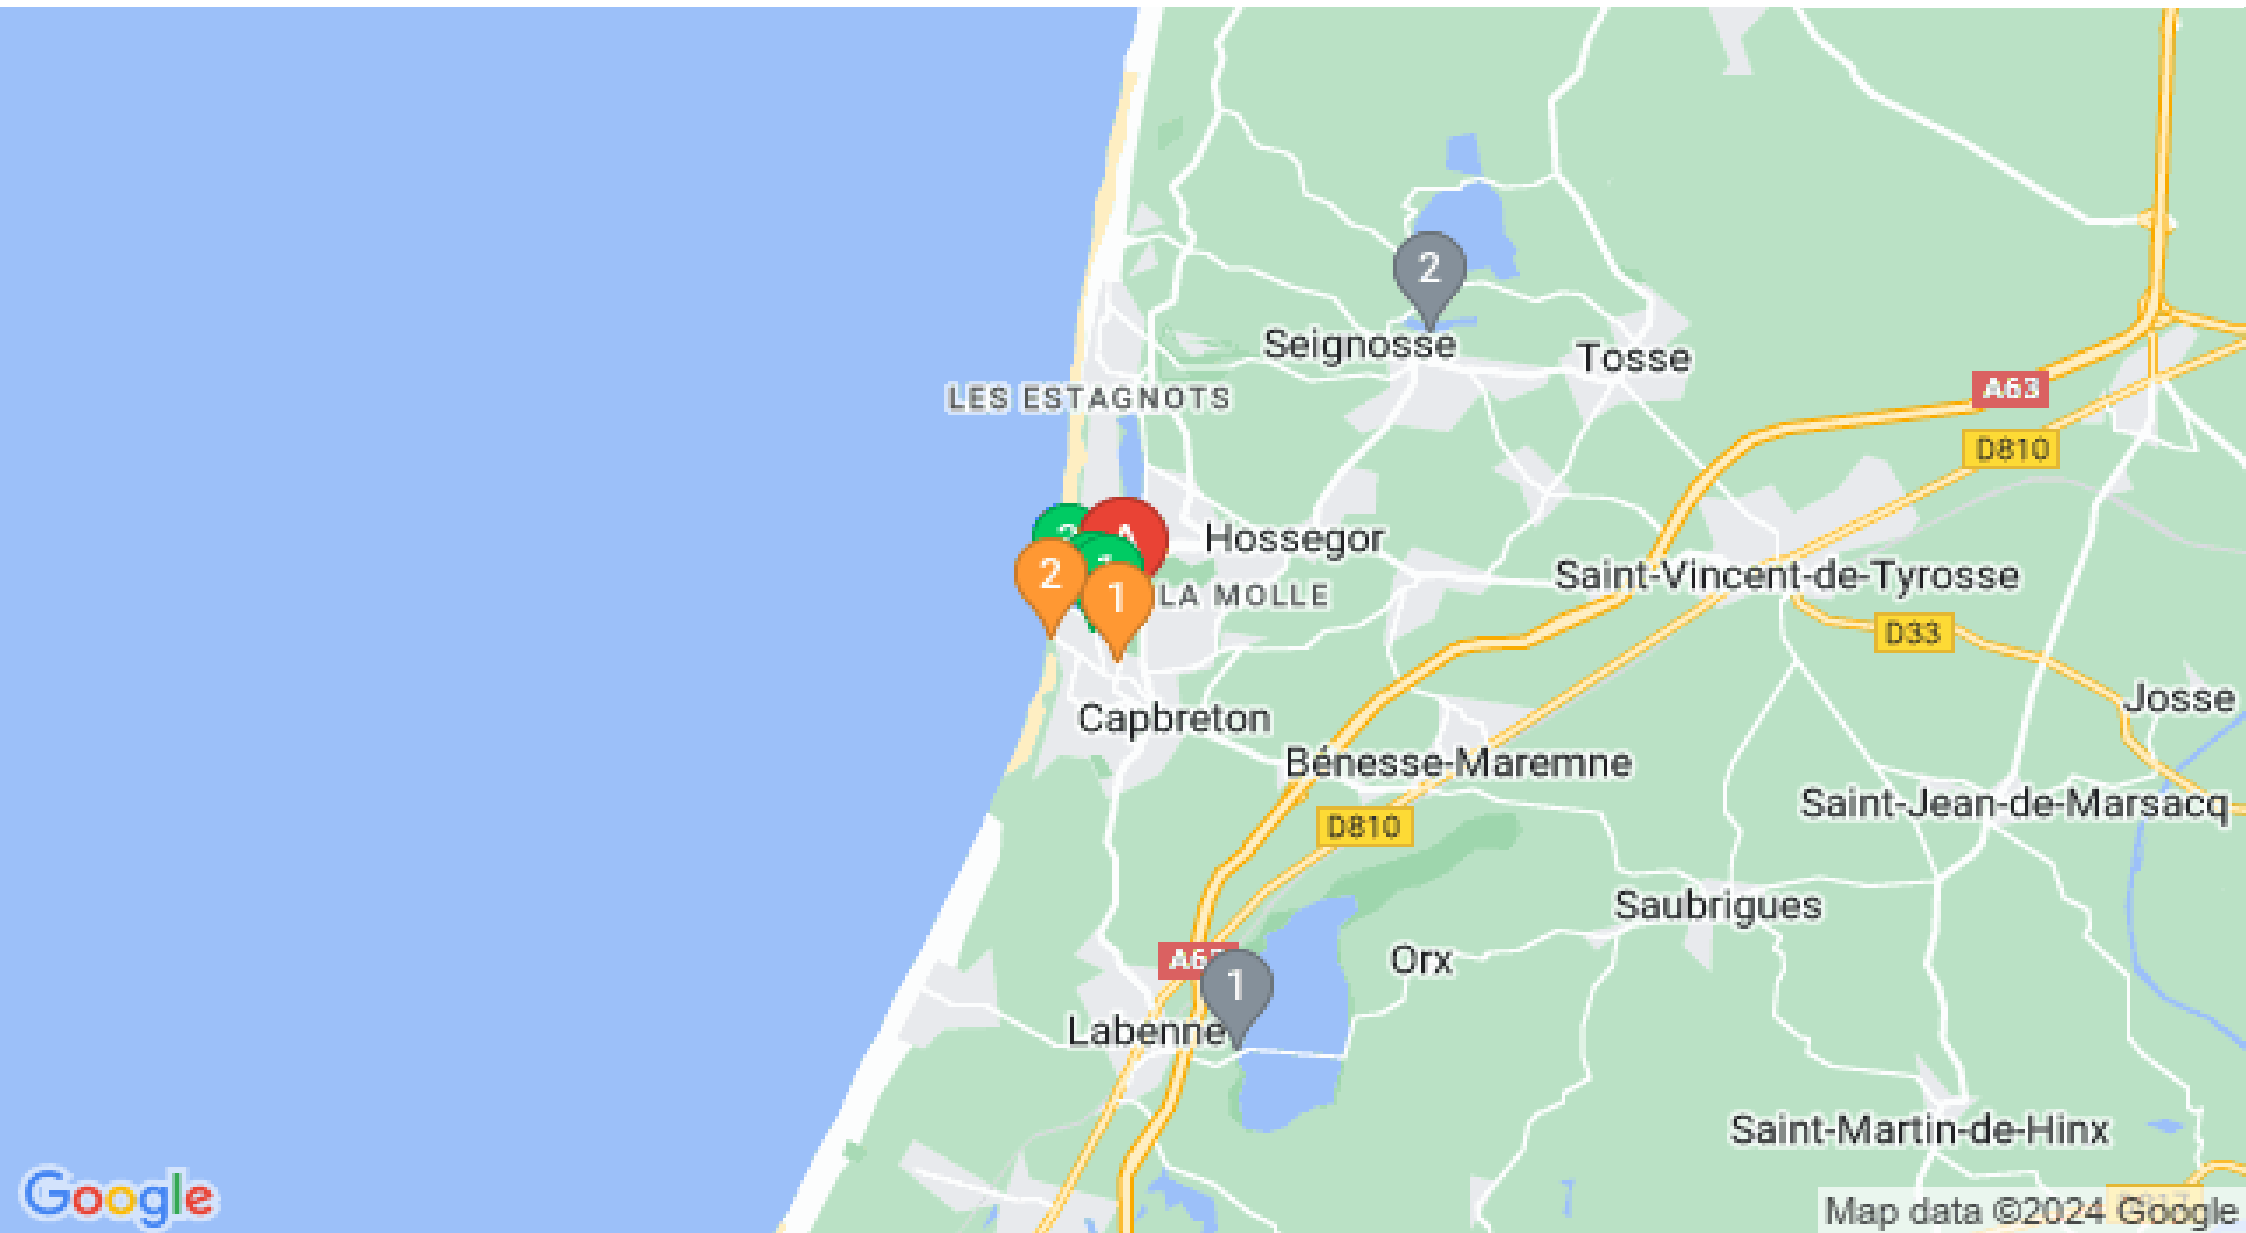 2
Seignosse
Tosse
LES ESTAGNOTS
A63
D810
A
Hossegor
2
1
LA MOLLE
Saint-Vincent-de-Tyrosse
D33
Josse
Capbreton
Bénesse-Maremne
Saint-Jean-de-Marsacq
D810
Saubrigues
Orx
1
Labenne
Saint-Martin-de-Hinx
Google
Map data ©2024 Google